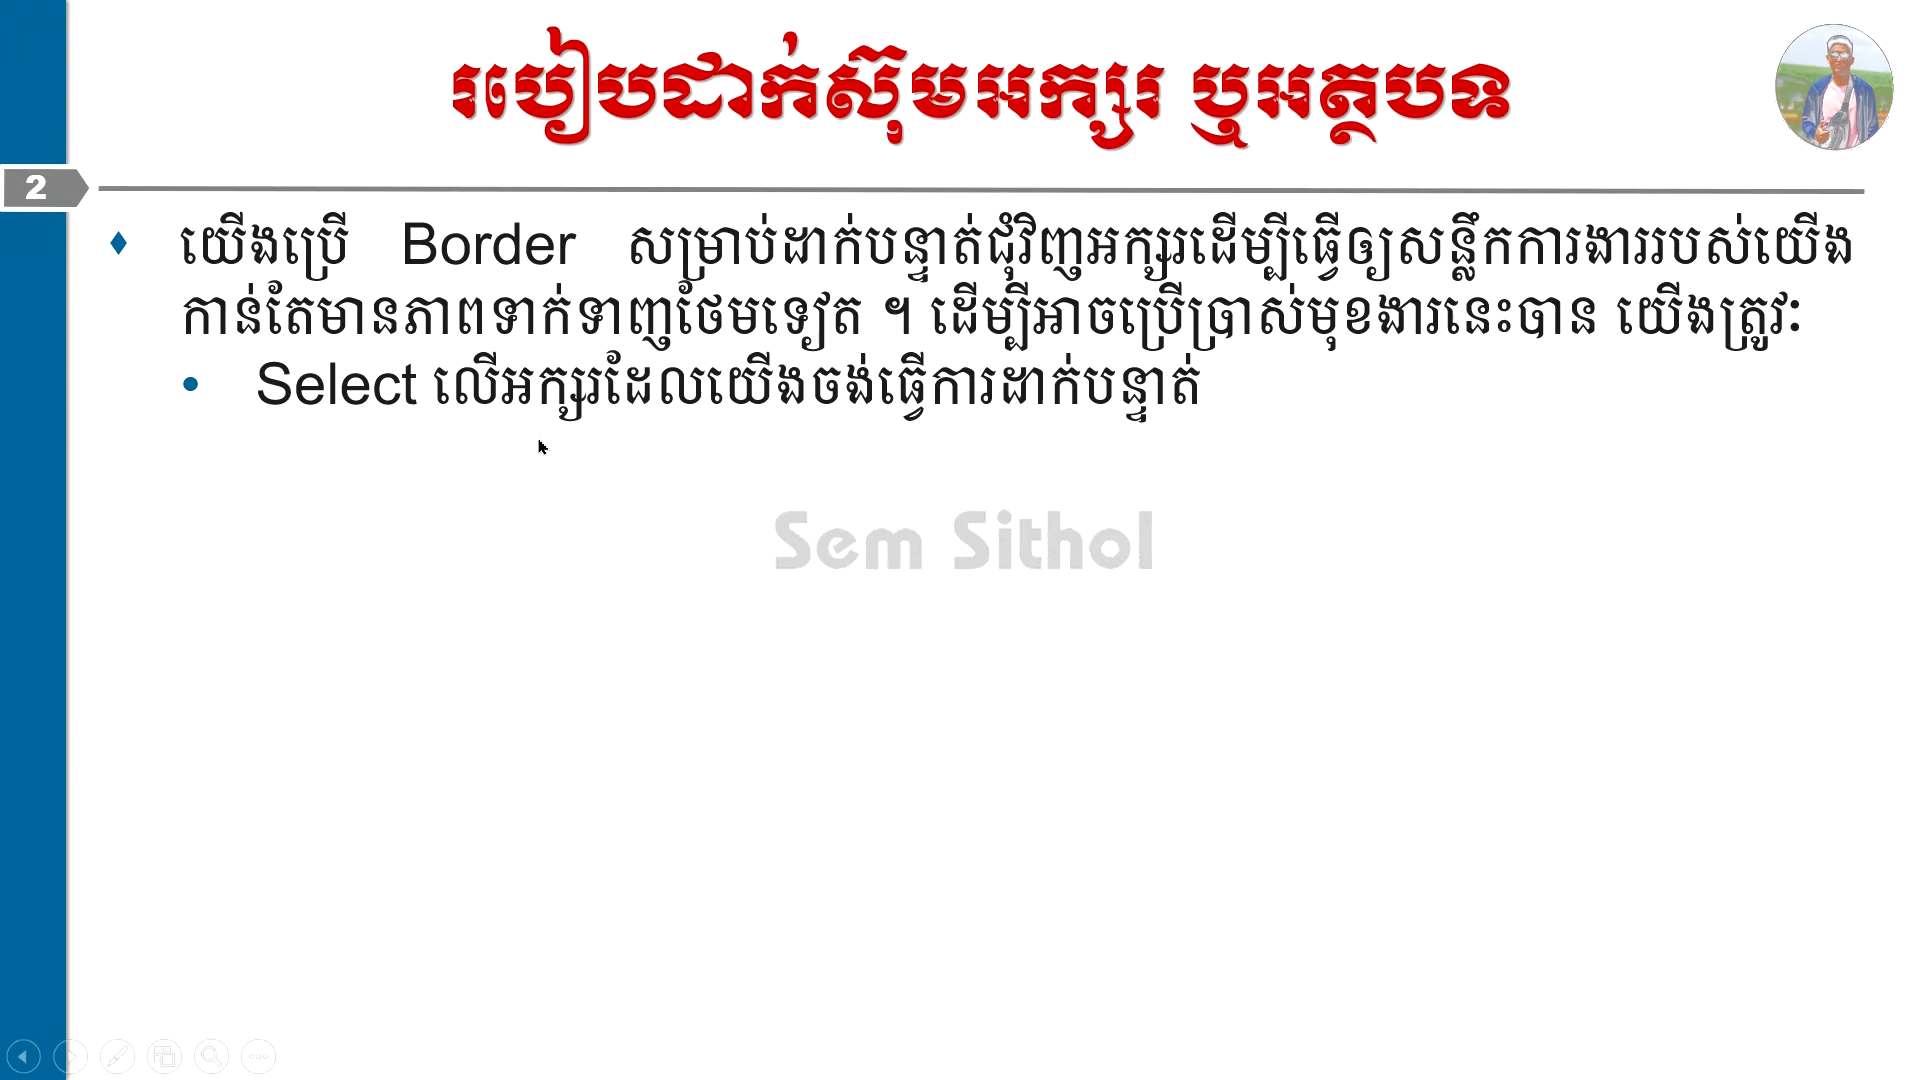 របៀបដាក់ស៊ុមអក្សរ ឬអត្ថបទ
2
យើងប្រើ Border សម្រាប់ដាក់បន្ទាត់ជុំវិញអក្សរដើម្បីធ្វើឲ្យសន្លឹកការងាររបស់យើង
កាន់តែមានភាពទាក់ទាញថែមទៀត ។ ដើម្បីអាចប្រើប្រាស់មុខងារនេះបាន យើងត្រូវៈ
Select លើអក្សរដែលយើងចង់ធ្វើការដាក់បន្ទាត់
Sem Sithol